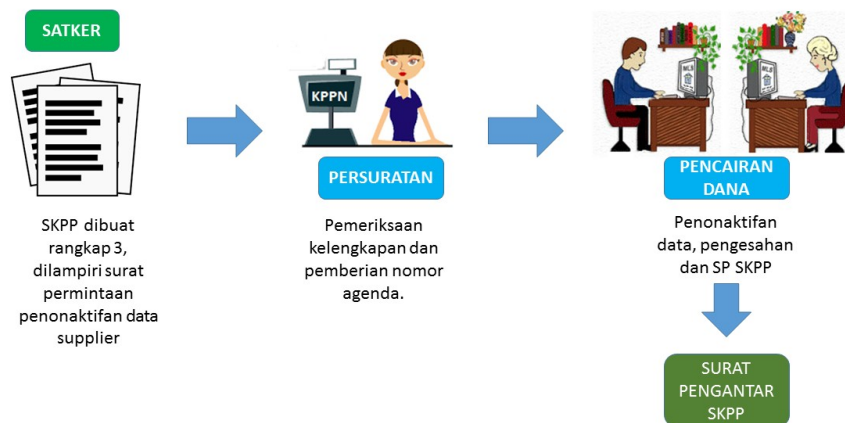 SATKER
SKPP dibuat
rangkap 3,
dilampiri surat
permintaan
penonaktifan data
supplier
KPPN
PERSURATAN
Pemeriksaan
kelengkapan dan
pemberian nomor
agenda.
PENCAIRAN
DANA
Penonaktifan
data, pengesahan
dan SP SKPP
SURAT
PENGANTAR
SKPP